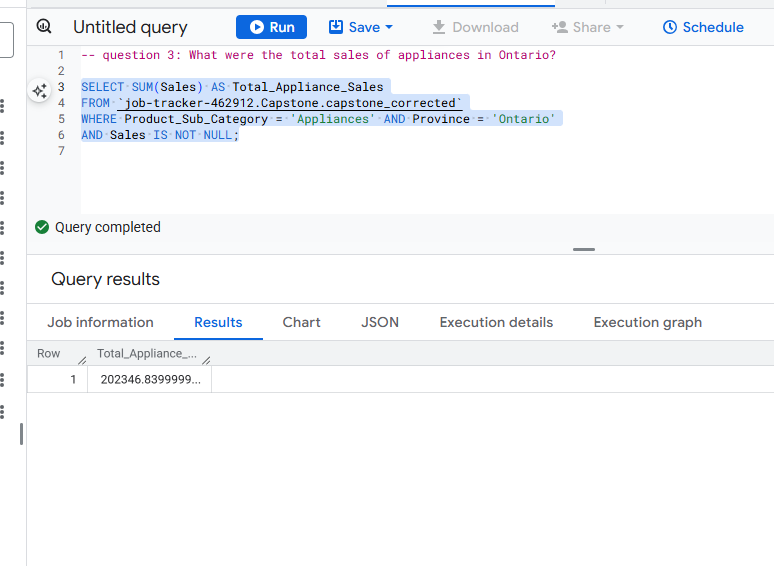 Untitled query Run Save Download Share Schedule
1 -- question 3: What were the total sales of appliances in Ontario?
2
3 SELECT SUM(Sales) AS Total_Appliance_Sales
4 FROM `job-tracker-462912.Capstone.capstone_corrected`
5 WHERE Product_Sub_Category = 'Appliances' AND Province = 'Ontario'
6 AND Sales IS NOT NULL;
7
Query completed
Query results
Job information Results Chart JSON Execution details Execution graph
Row Total_Appliance_...
1 202346.8399999...